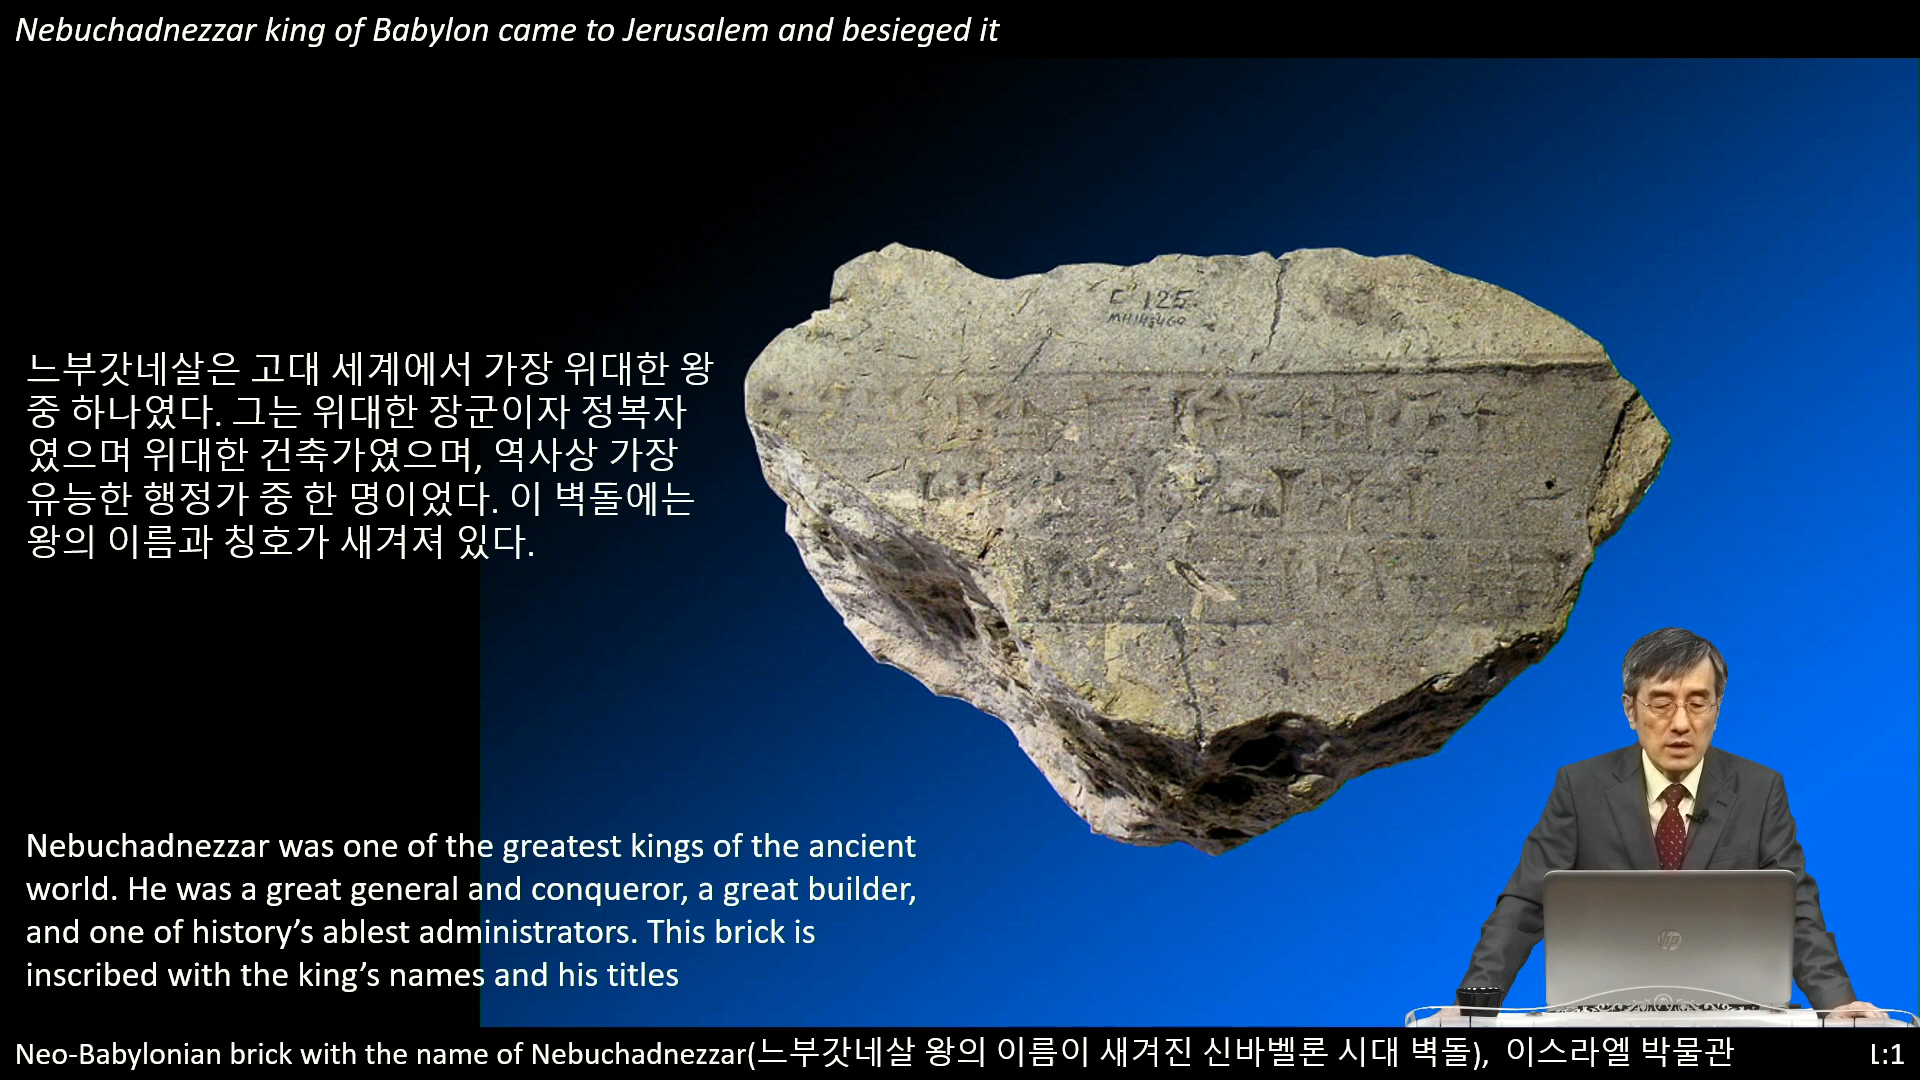 Nebuchadnezzar king of Babylon came to Jerusalem and besieged it
C 125
느부갓네살은 고대 세계에서 가장 위대한 왕
중 하나였다. 그는 위대한 장군이자 정복자
였으며 위대한 건축가였으며, 역사상 가장
유능한 행정가 중 한 명이었다. 이 벽돌에는
왕의 이름과 칭호가 새겨져 있다.
Nebuchadnezzar was one of the greatest kings of the ancient
world. He was a great general and conqueror, a great builder,
and one of history’s ablest administrators. This brick is
inscribed with the king’s names and his titles
hp
Neo-Babylonian brick with the name of Nebuchadnezzar(느부갓네살 왕의 이름이 새겨진 신바벨론 시대 벽돌), 이스라엘 박물관
1:1